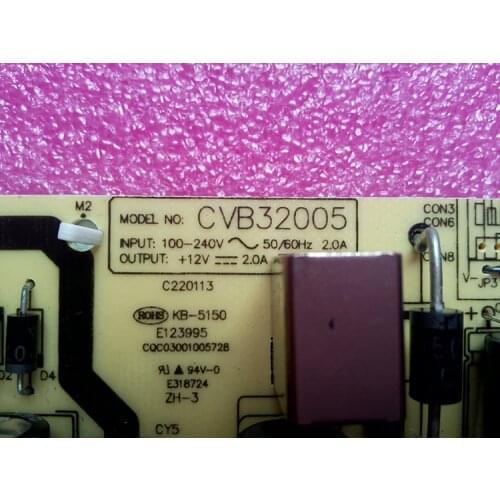 M2
MODEL NO: CVB32005
INPUT: 100-240V ~ 50/60Hz 2.0A
OUTPUT: +12V ⎓ 2.0A
C220113
ROHS KB-5150
E123995
CQC03001005728
94V-0
E318724
ZH-3
CY5
D4
CON3
CON6
CON8
V-
JP3
+